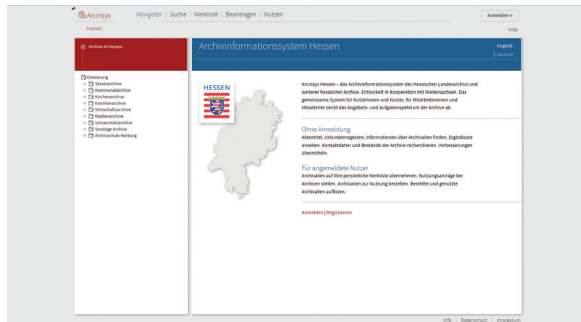 Arcinsys
Navigator | Suche | Merkliste | Beantragen | Nutzen
Anmelden
Hessen
Hilfe
Archive in Hessen
Archivinformationssystem Hessen
English
| deutsch
Gliederung
Staatsarchive
Kommunalarchive
Kirchenarchive
Familienarchive
Wirtschaftsarchive
Medienarchive
Universitätsarchive
Sonstige Archive
Archivschule Marburg
HESSEN
Arcinsys Hessen – das Archivinformationssystem des Hessischen Landesarchivs und
weiterer hessischer Archive. Entwickelt in Kooperation mit Niedersachsen. Das
gemeinsame System für Nutzerinnen und Nutzer, für Mitarbeiterinnen und
Mitarbeiter deckt das Angebots- und Aufgabenspektrum der Archive ab.
Ohne Anmeldung
Aktentitel, Urkundenregesten, Informationen über Archivalien finden. Digitalisate
ansehen. Kontaktdaten und Bestände der Archive recherchieren. Verbesserungen
übermitteln.
Für angemeldete Nutzer
Archivalien auf Ihre persönliche Merkliste übernehmen. Nutzungsanträge bei
Archiven stellen. Archivalien zur Nutzung bestellen. Bestellte und genutzte
Archivalien auflisten.
Anmelden | Registrieren
Info | Datenschutz | Impressum